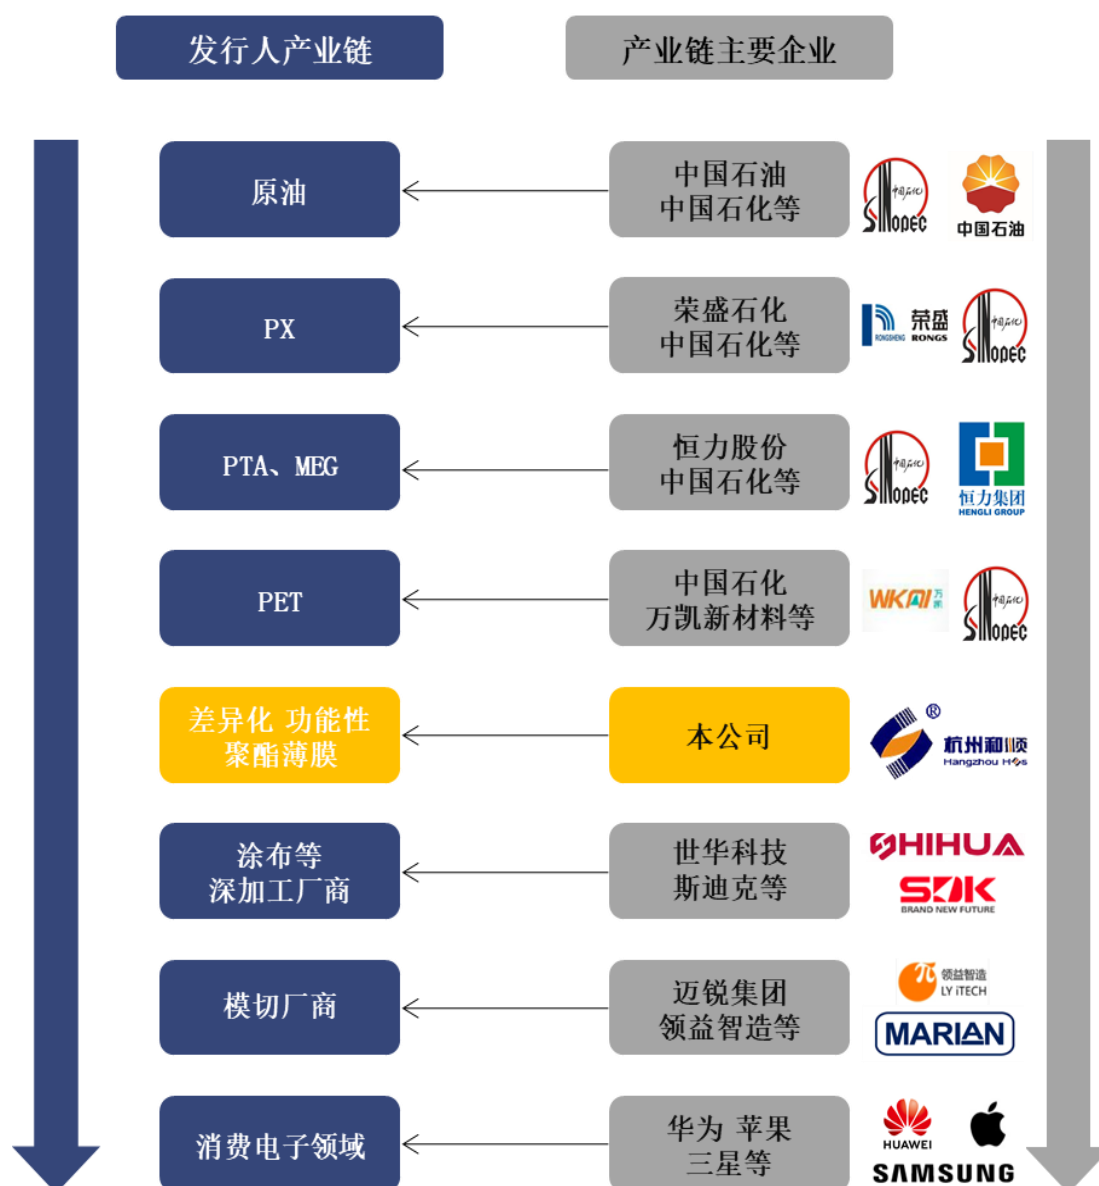 发行人产业链
产业链主要企业
原油
中国石油
中国石化等
SINOPEC
中国石化
中国石油
PX
荣盛石化
中国石化等
RONGSHENG
荣盛
RONGS
SINOPEC
中国石化
PTA、MEG
恒力股份
中国石化等
SINOPEC
中国石化
恒力集团
HENGLI GROUP
PET
中国石化
万凯新材料等
WKAI
万凯
SINOPEC
中国石化
差异化 功能性
聚酯薄膜
本公司
®
杭州和顺
Hangzhou H
涂布等
深加工厂商
世华科技
斯迪克等
SHIHUA
SDK
BRAND NEW FUTURE
模切厂商
迈锐集团
领益智造等
领益智造
LY iTECH
MARIAN
消费电子领域
华为 苹果
三星等
HUAWEI
SAMSUNG